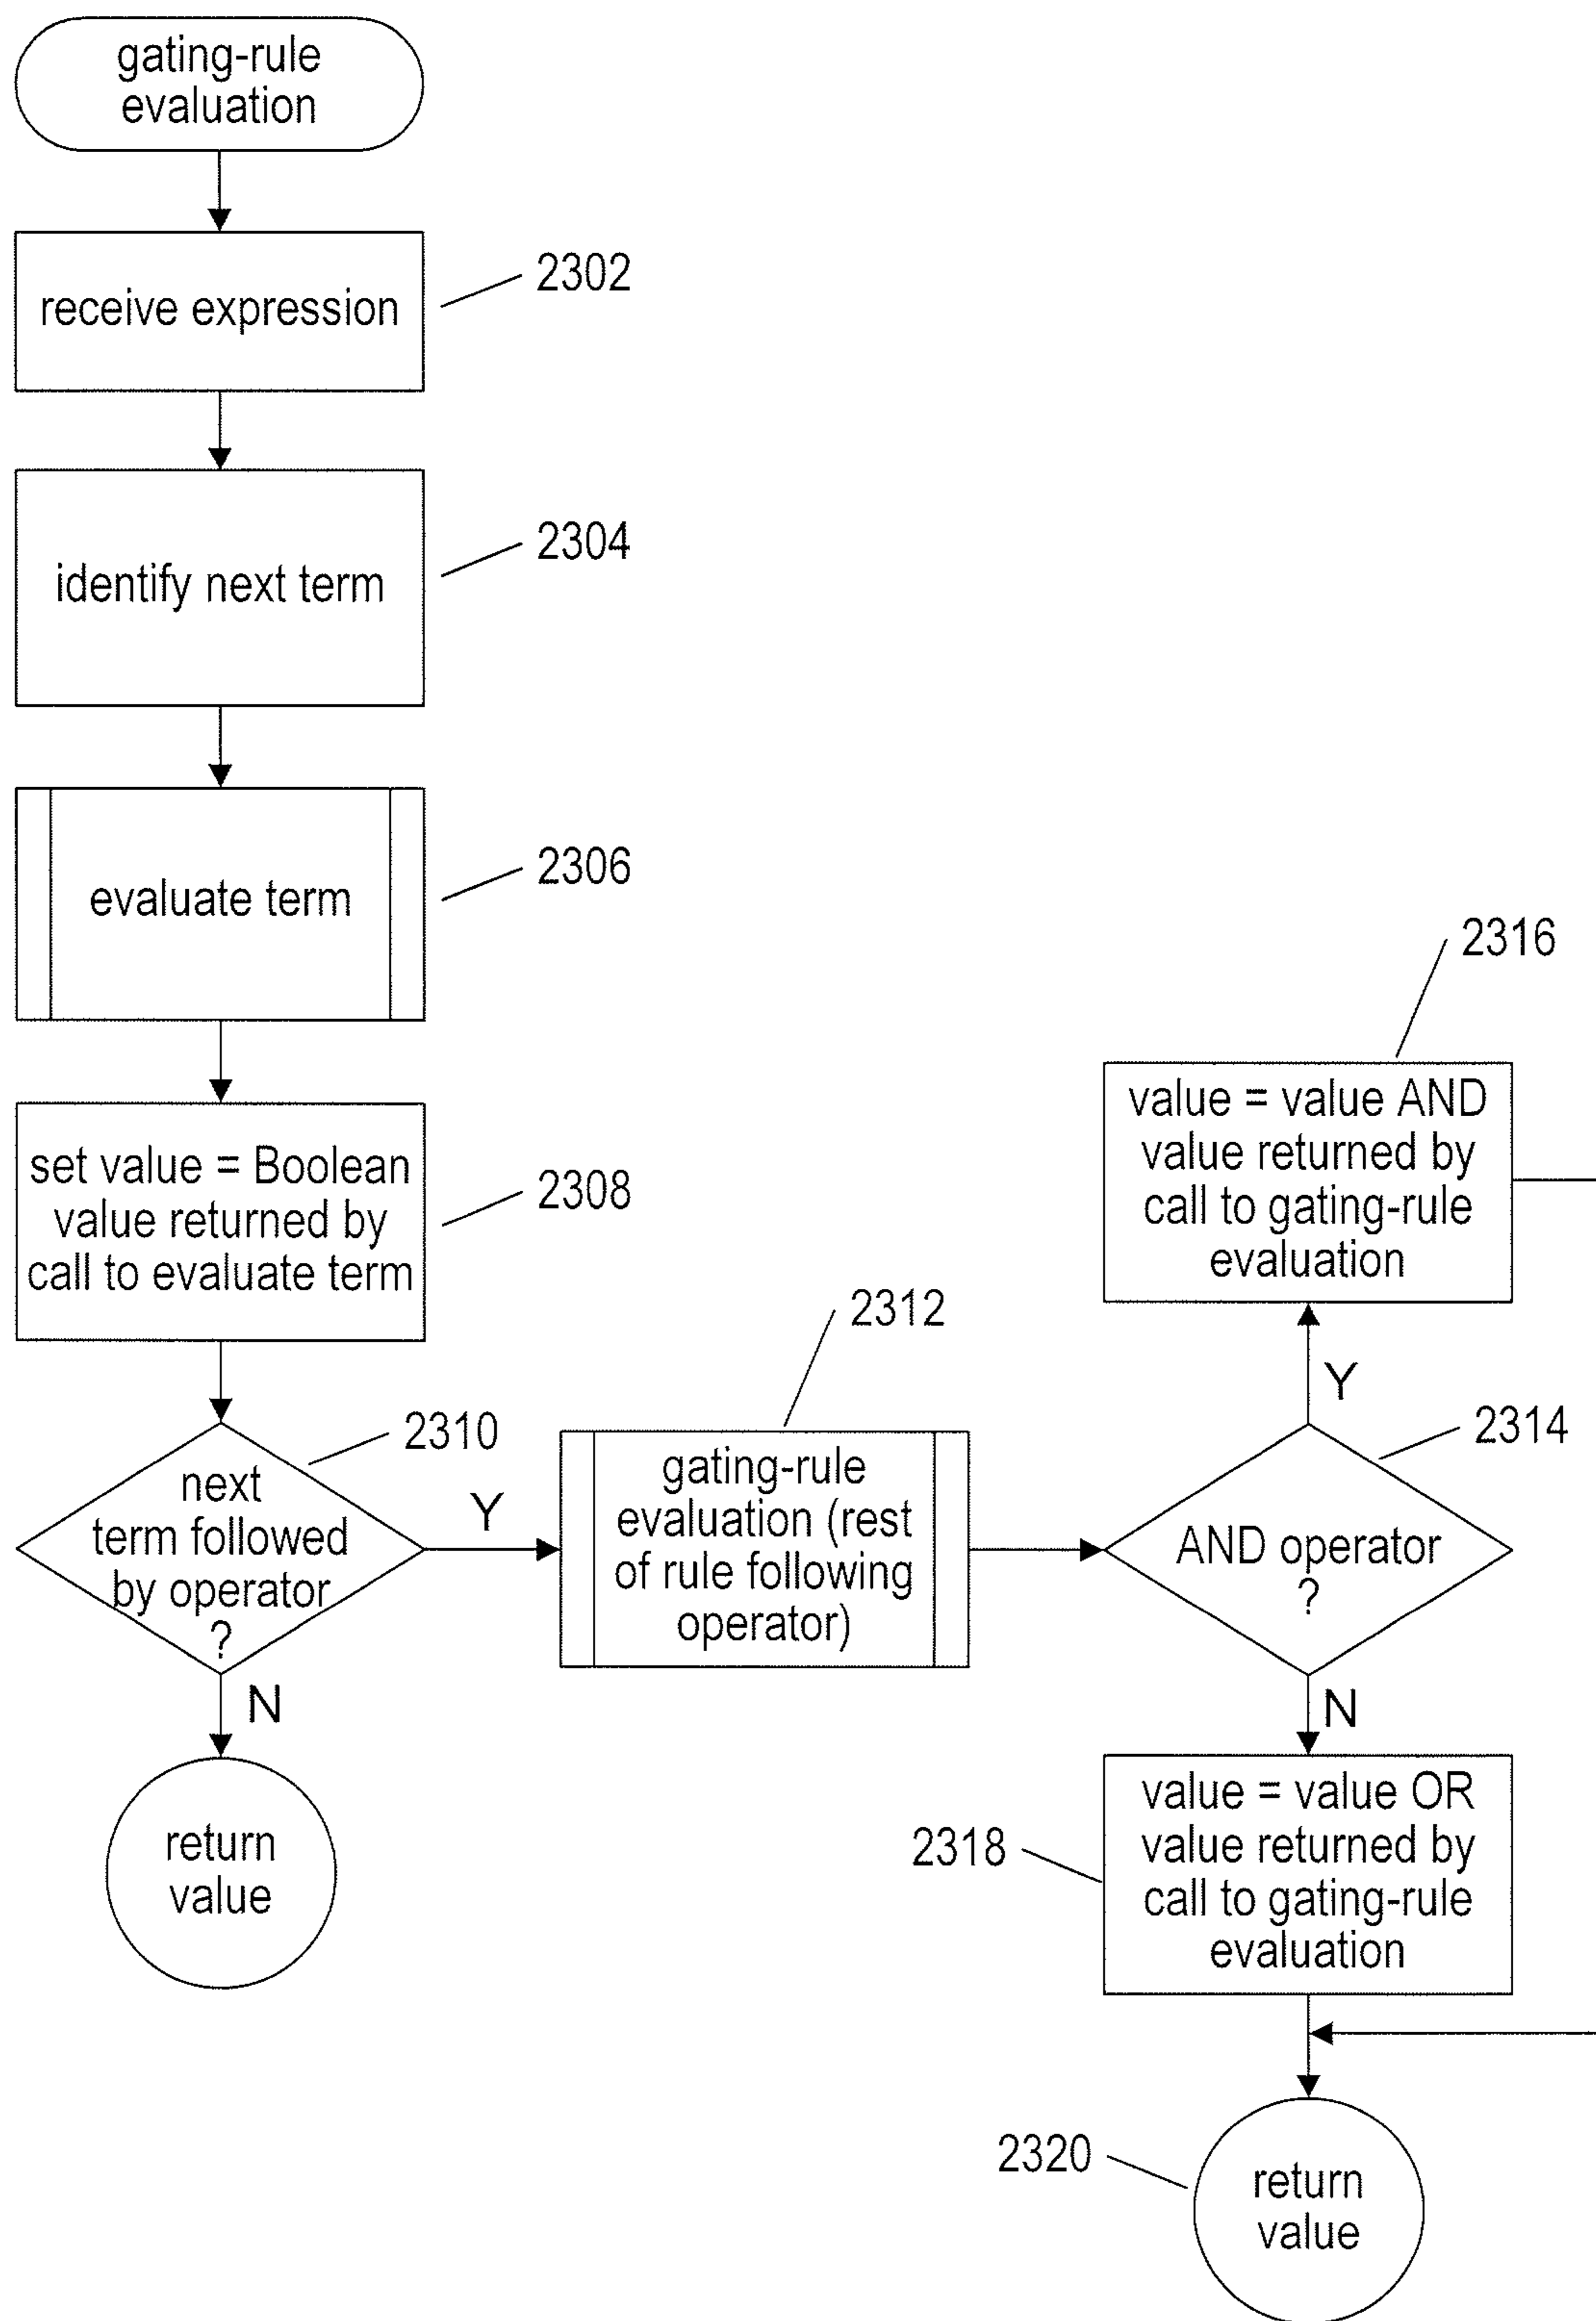 gating-rule
evaluation
receive expression
2302
identify next term
2304
evaluate term
2306
set value = Boolean
value returned by
call to evaluate term
2308
next
term followed
by operator
?
2310
Y
N
return
value
gating-rule
evaluation (rest
of rule following
operator)
2312
AND operator
?
2314
Y
N
value = value AND
value returned by
call to gating-rule
evaluation
2316
value = value OR
value returned by
call to gating-rule
evaluation
2318
return
value
2320